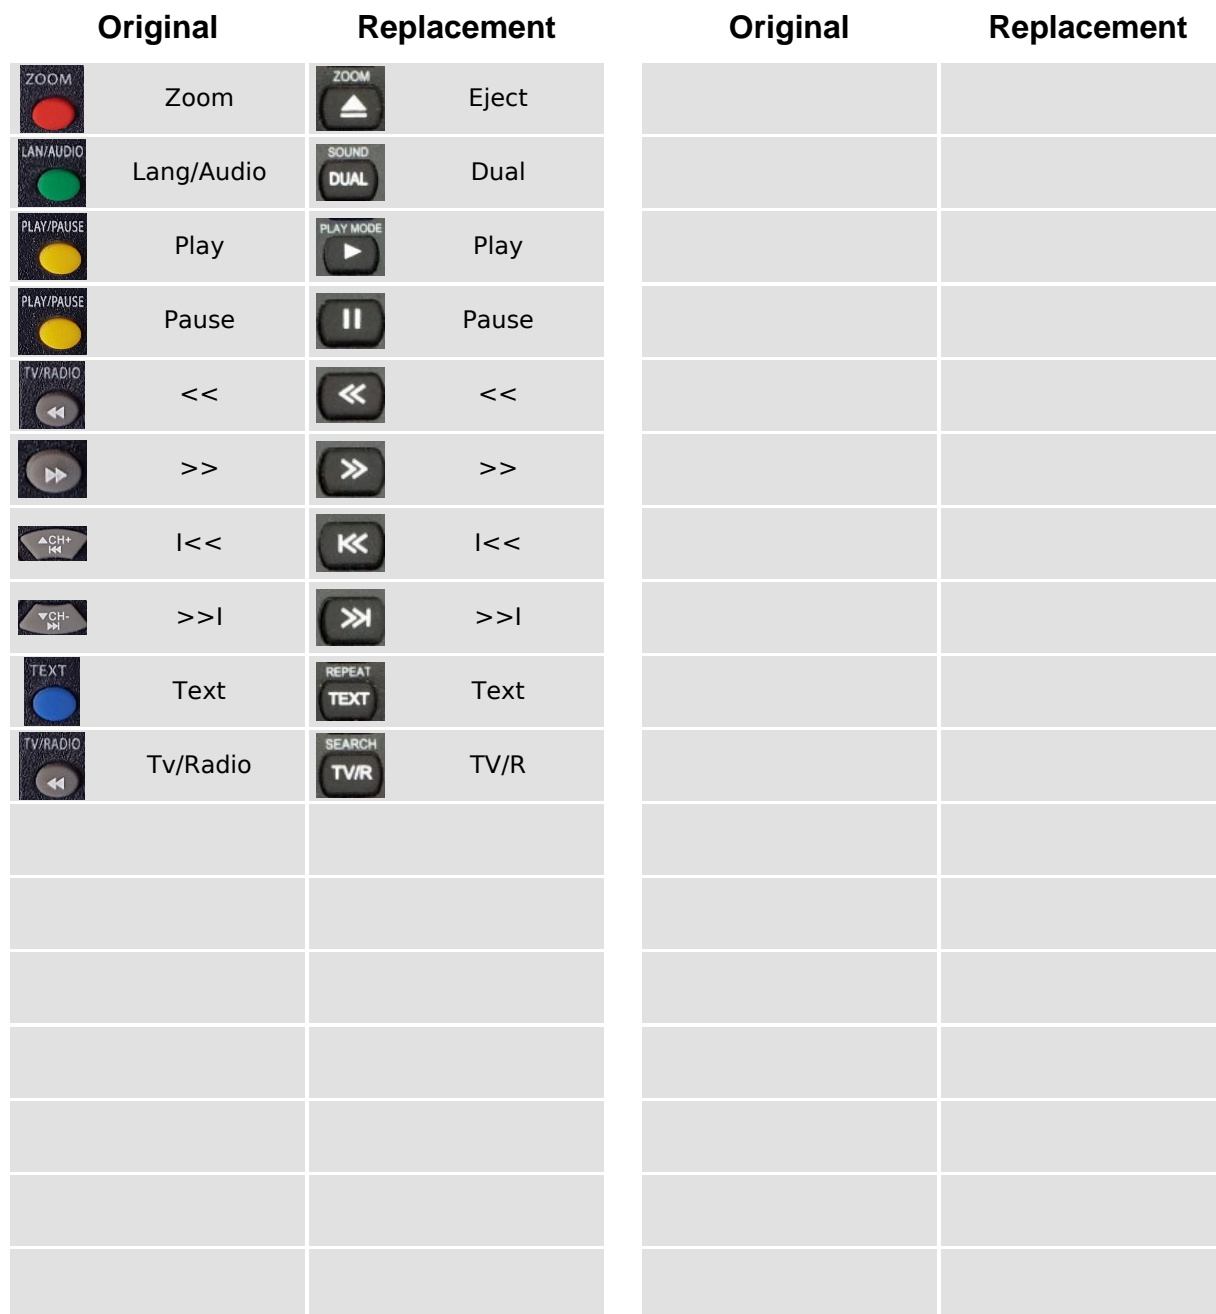 Original Replacement Original Replacement
ZOOM Zoom ZOOM Eject
LAN/AUDIO Lang/Audio SOUND DUAL Dual
PLAY/PAUSE Play PLAY MODE Play
PLAY/PAUSE Pause Pause
TV/RADIO << <<
>> >>
▲CH+ I<< I<<
▼CH- >>I >>I
TEXT Text REPEAT TEXT Text
TV/RADIO Tv/Radio SEARCH TV/R TV/R